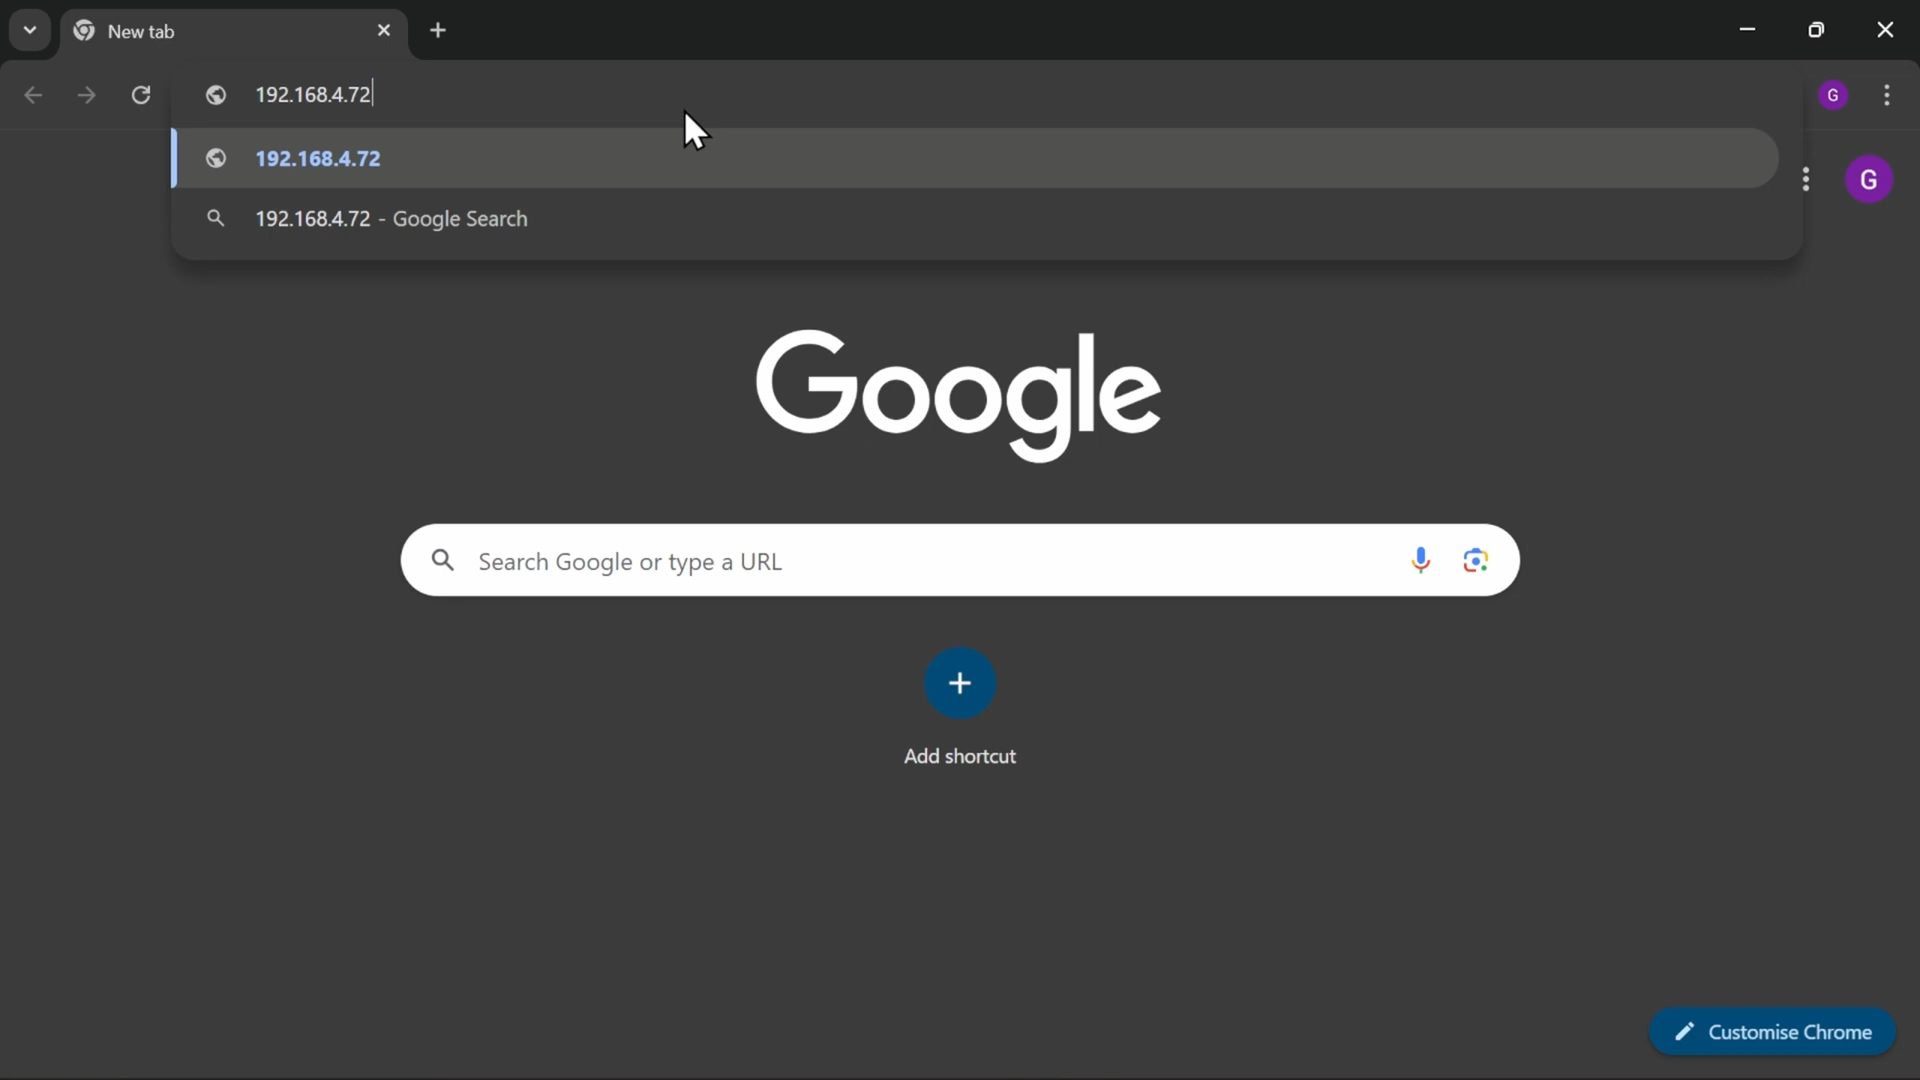 New tab
192.168.4.72
G
192.168.4.72
G
192.168.4.72 - Google Search
Google
Search Google or type a URL
Add shortcut
Customise Chrome